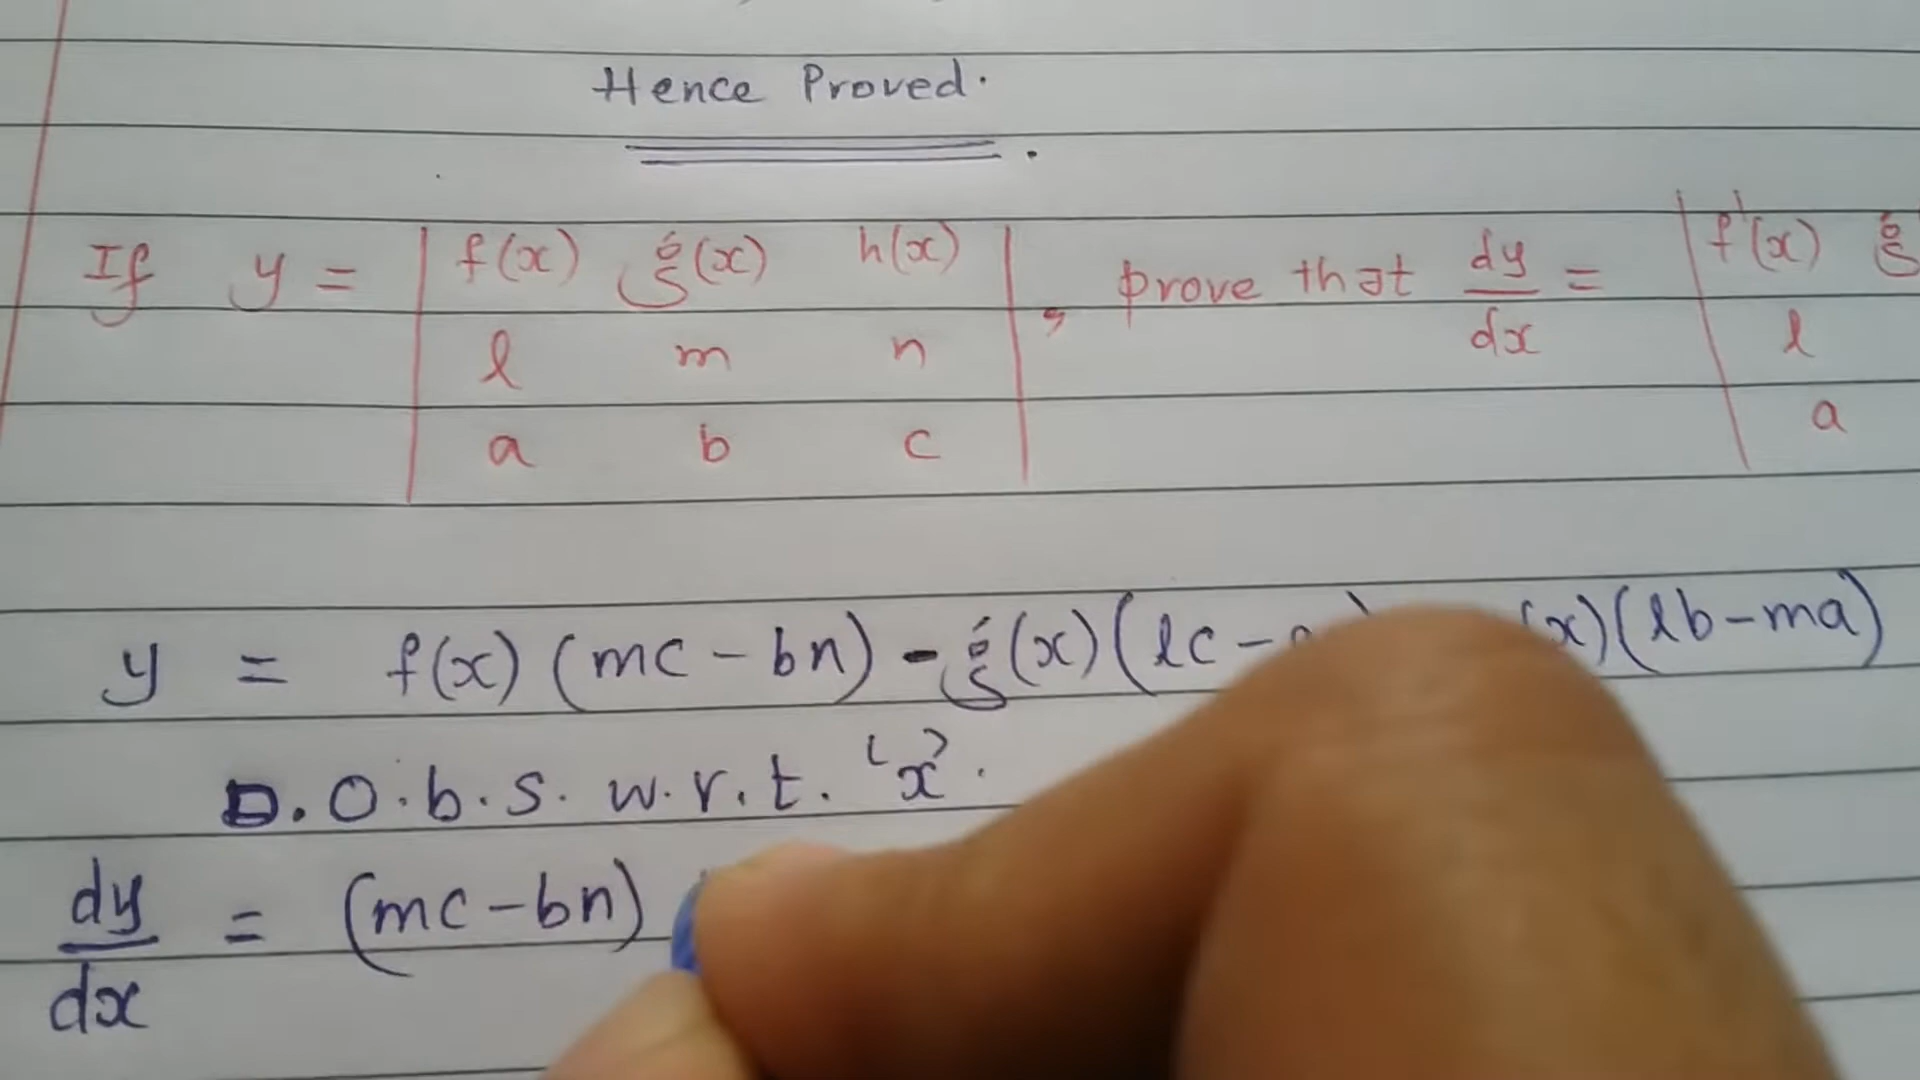 Hence Proved.
If y = | f(x) g(x) h(x) | , prove that dy/dx = | f'(x) g
l m n l
a b c a
y = f(x) (mc - bn) - g(x) (lc - (x) (lb - ma)
D.O.b.s. w.r.t. 'x'.
dy/dx = (mc - bn)